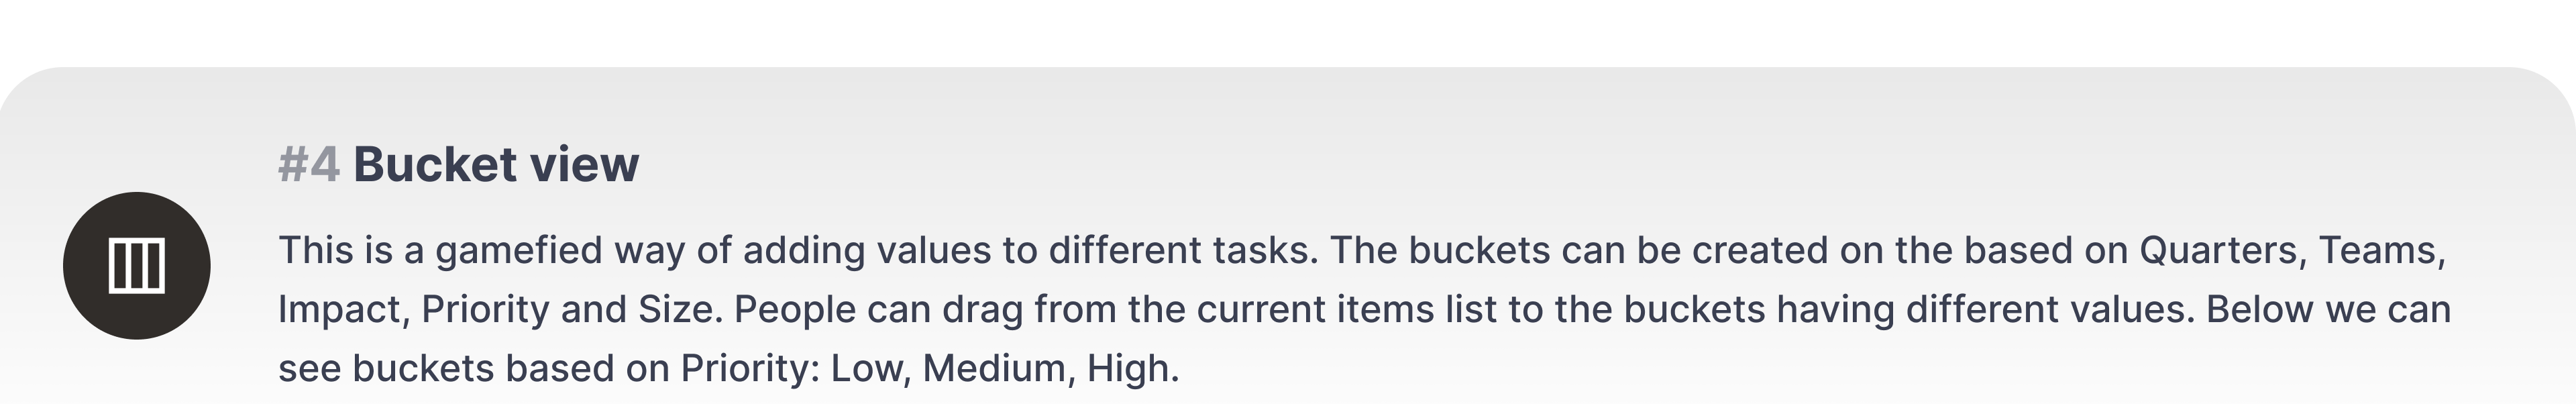 #4 Bucket view
This is a gamefied way of adding values to different tasks. The buckets can be created on the based on Quarters, Teams,
Impact, Priority and Size. People can drag from the current items list to the buckets having different values. Below we can
see buckets based on Priority: Low, Medium, High.